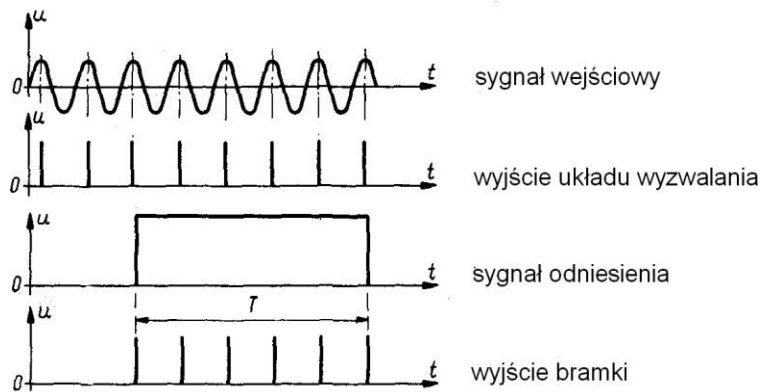 u
0
t
sygnał wejściowy
u
0
t
wyjście układu wyzwalania
u
0
t
sygnał odniesienia
T
u
0
t
wyjście bramki